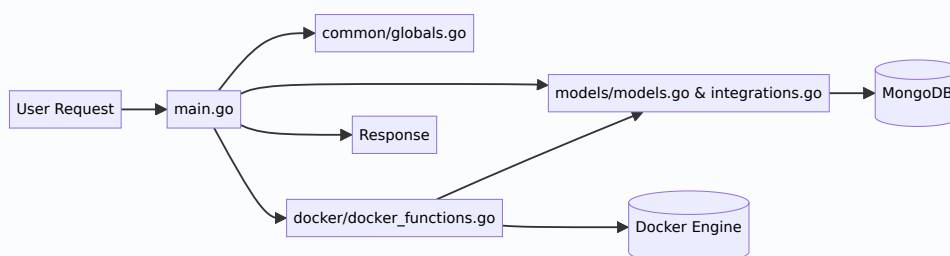 common/globals.go
models/models.go & integrations.go
MongoDB
User Request
main.go
Response
docker/docker_functions.go
Docker Engine